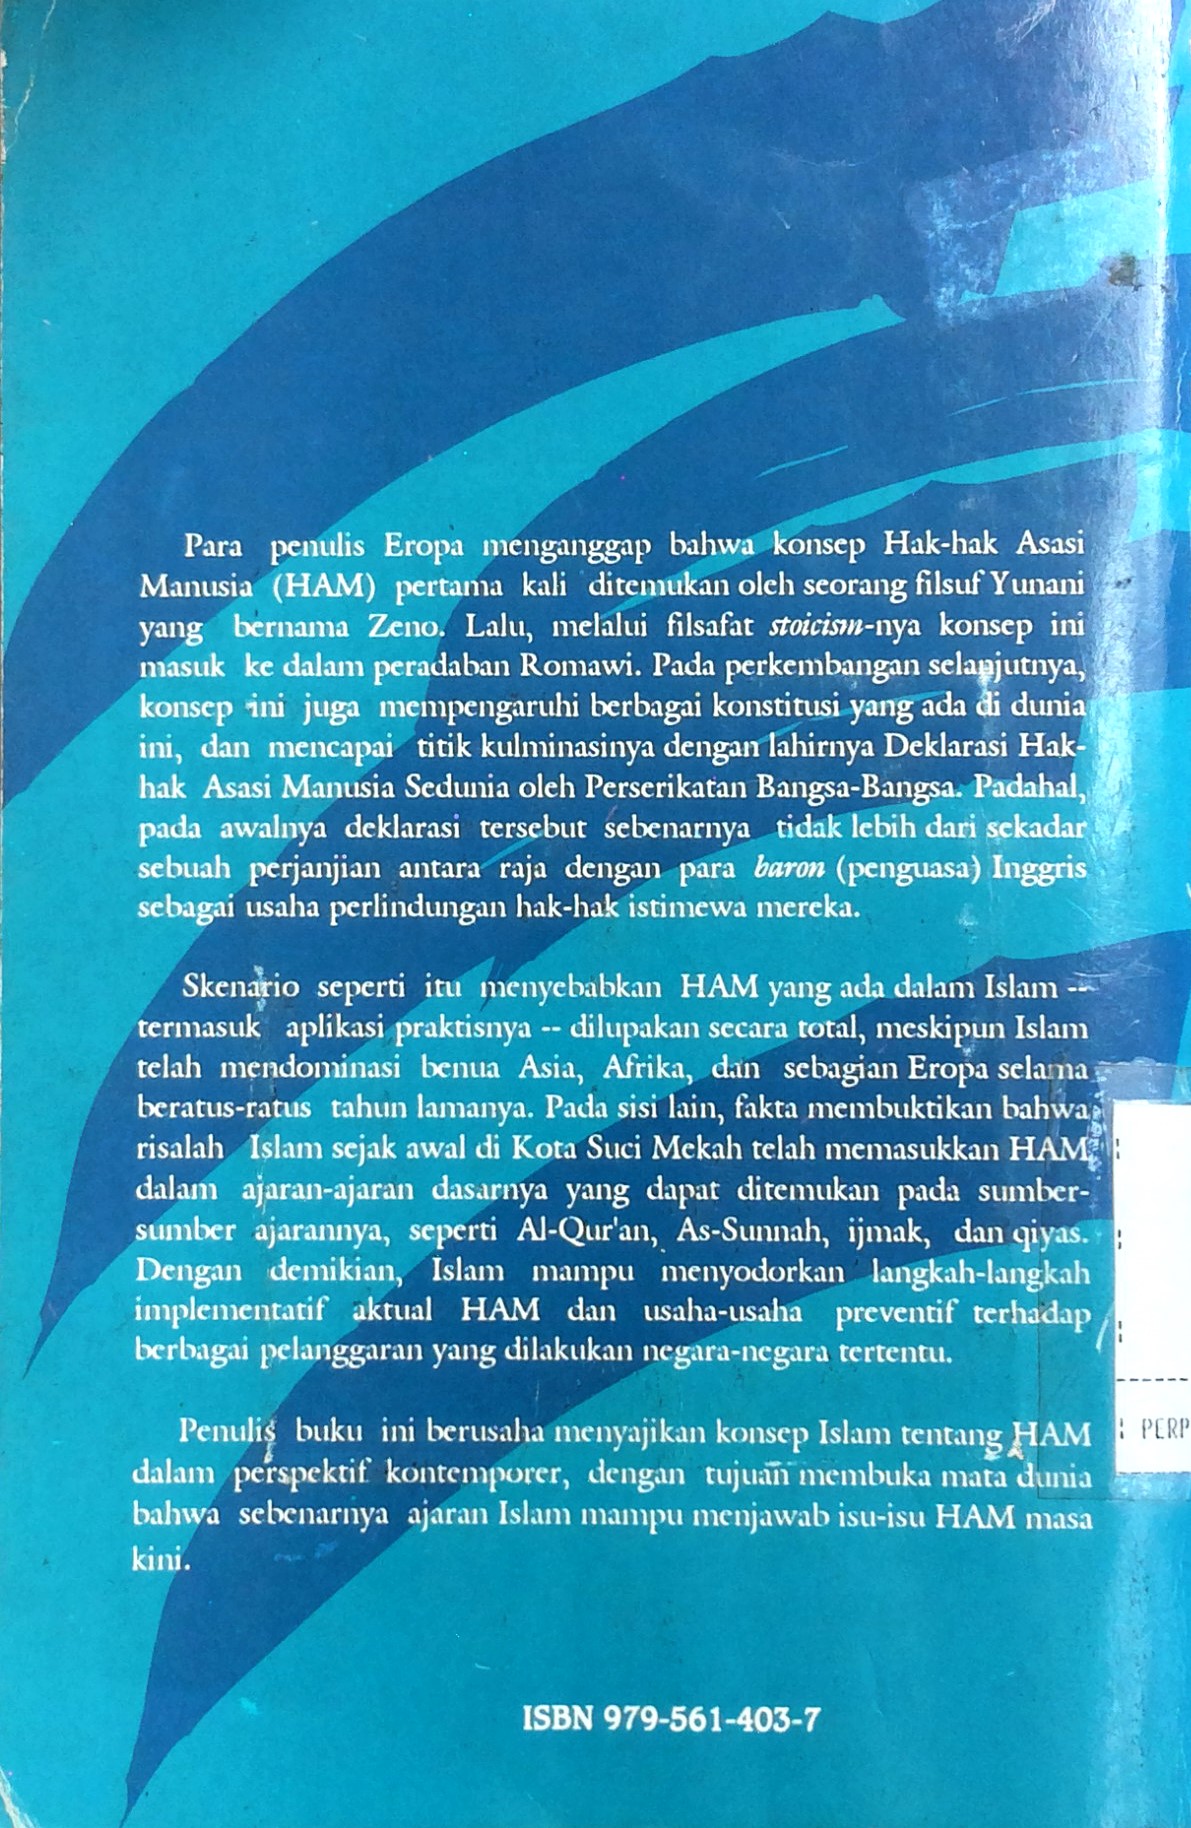 Para penulis Eropa menganggap bahwa konsep Hak-hak Asasi
Manusia (HAM) pertama kali ditemukan oleh seorang filsuf Yunani
yang bernama Zeno. Lalu, melalui filsafat stoicism-nya konsep ini
masuk ke dalam peradaban Romawi. Pada perkembangan selanjutnya,
konsep ini juga mempengaruhi berbagai konstitusi yang ada di dunia
ini, dan mencapai titik kulminasinya dengan lahirnya Deklarasi Hak-
hak Asasi Manusia Sedunia oleh Perserikatan Bangsa-Bangsa. Padahal,
pada awalnya deklarasi tersebut sebenarnya tidak lebih dari sekadar
sebuah perjanjian antara raja dengan para baron (penguasa) Inggris
sebagai usaha perlindungan hak-hak istimewa mereka.
Skenario seperti itu menyebabkan HAM yang ada dalam Islam --
termasuk aplikasi praktisnya -- dilupakan secara total, meskipun Islam
telah mendominasi benua Asia, Afrika, dan sebagian Eropa selama
beratus-ratus tahun lamanya. Pada sisi lain, fakta membuktikan bahwa
risalah Islam sejak awal di Kota Suci Mekah telah memasukkan HAM
dalam ajaran-ajaran dasarnya yang dapat ditemukan pada sumber-
sumber ajarannya, seperti Al-Qur'an, As-Sunnah, ijmak, dan qiyas.
Dengan demikian, Islam mampu menyodorkan langkah-langkah
implementatif aktual HAM dan usaha-usaha preventif terhadap
berbagai pelanggaran yang dilakukan negara-negara tertentu.
Penulis buku ini berusaha menyajikan konsep Islam tentang HAM
dalam perspektif kontemporer, dengan tujuan membuka mata dunia
bahwa sebenarnya ajaran Islam mampu menjawab isu-isu HAM masa
kini.
PERP
ISBN 979-561-403-7